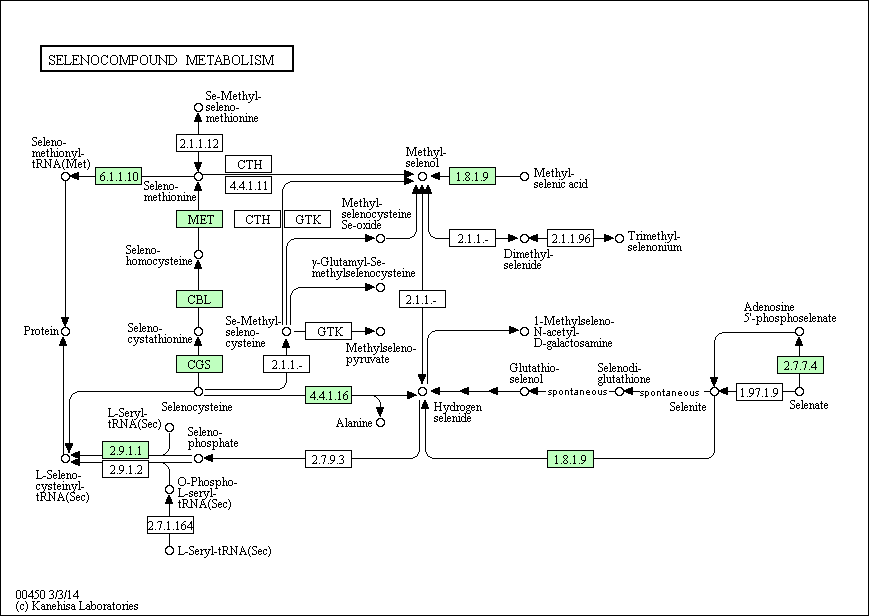 SELENOCOMPOUND METABOLISM
Se-Methyl-
seleno-
methionine
2.1.1.12
Seleno-
methionyl-
tRNA(Met)
6.1.1.10
Seleno-
methionine
CTH
4.4.1.11
Methyl-
selenol
1.8.1.9
Methyl-
selenic acid
MET
CTH
GTK
Methyl-
selenocysteine
Se-oxide
2.1.1.-
Dimethyl-
selenide
2.1.1.96
Trimethyl-
selenonium
Seleno-
homocysteine
γ-Glutamyl-Se-
methylselenocysteine
CBL
2.1.1.-
Protein
Seleno-
cystathionine
Se-Methyl-
seleno-
cysteine
GTK
Methylseleno-
pyruvate
1-Methylseleno-
N-acetyl-
D-galactosamine
Adenosine
5'-phosphoselenate
CGS
2.1.1.-
Glutathio-
selenol
Selenodi-
glutathione
2.7.7.4
Selenocysteine
4.4.1.16
Alanine
Hydrogen
selenide
spontaneous
spontaneous
Selenite
1.97.1.9
Selenate
L-Seryl-
tRNA(Sec)
Seleno-
phosphate
2.9.1.1
2.9.1.2
2.7.9.3
1.8.1.9
L-Seleno-
cysteinyl-
tRNA(Sec)
O-Phospho-
L-seryl-
tRNA(Sec)
2.7.1.164
L-Seryl-tRNA(Sec)
00450 3/3/14
(c) Kanehisa Laboratories